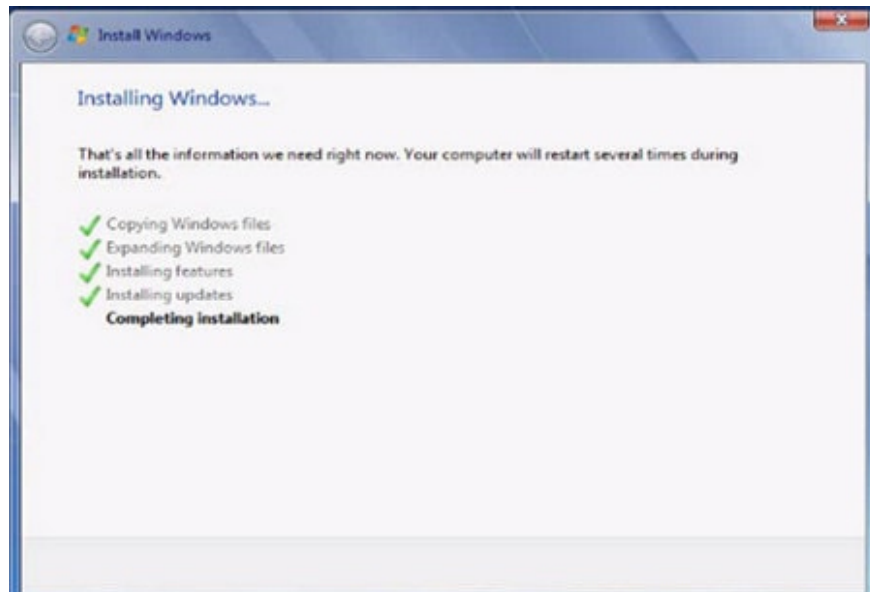 Install Windows
Installing Windows...
That's all the information we need right now. Your computer will restart several times during
installation.
Copying Windows files
Expanding Windows files
Installing features
Installing updates
Completing installation